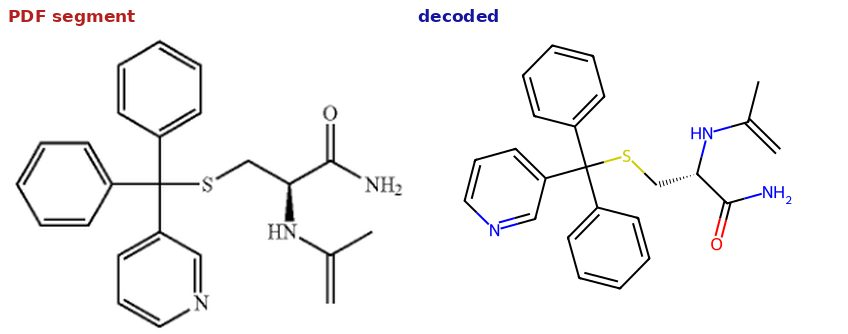 PDF segment
decoded
O
S
NH₂
HN
N
HN
S
NH₂
N
O